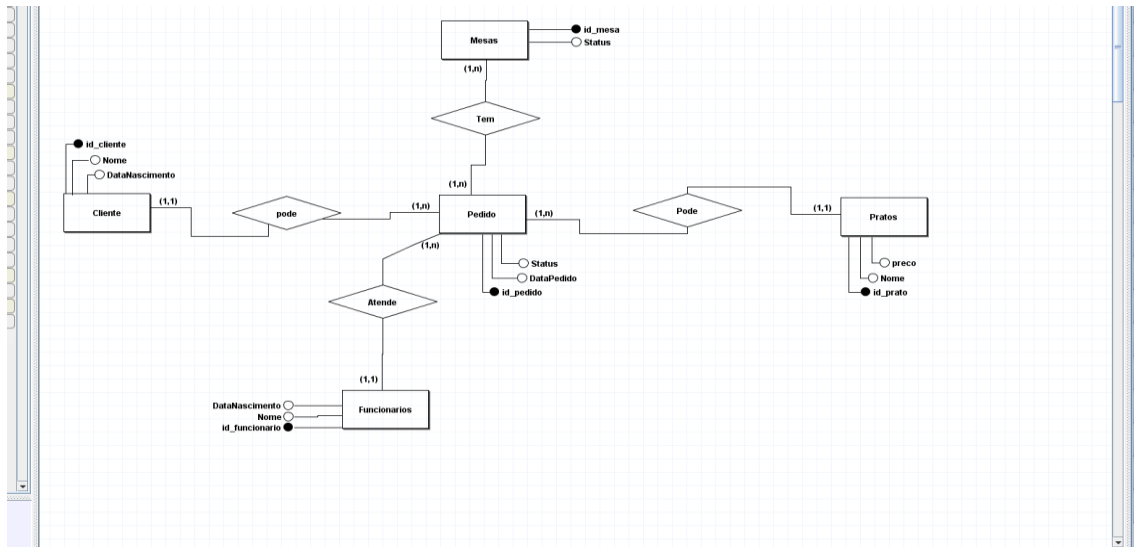 Mesas
id_mesa
Status
(1,n)
Tem
(1,n)
id_cliente
Nome
DataNascimento
Cliente
(1,1)
pode
(1,n)
Pedido
(1,n)
Pode
(1,1)
Pratos
(1,n)
Status
DataPedido
id_pedido
preco
Nome
id_prato
Atende
(1,1)
DataNascimento
Nome
id_funcionario
Funcionarios